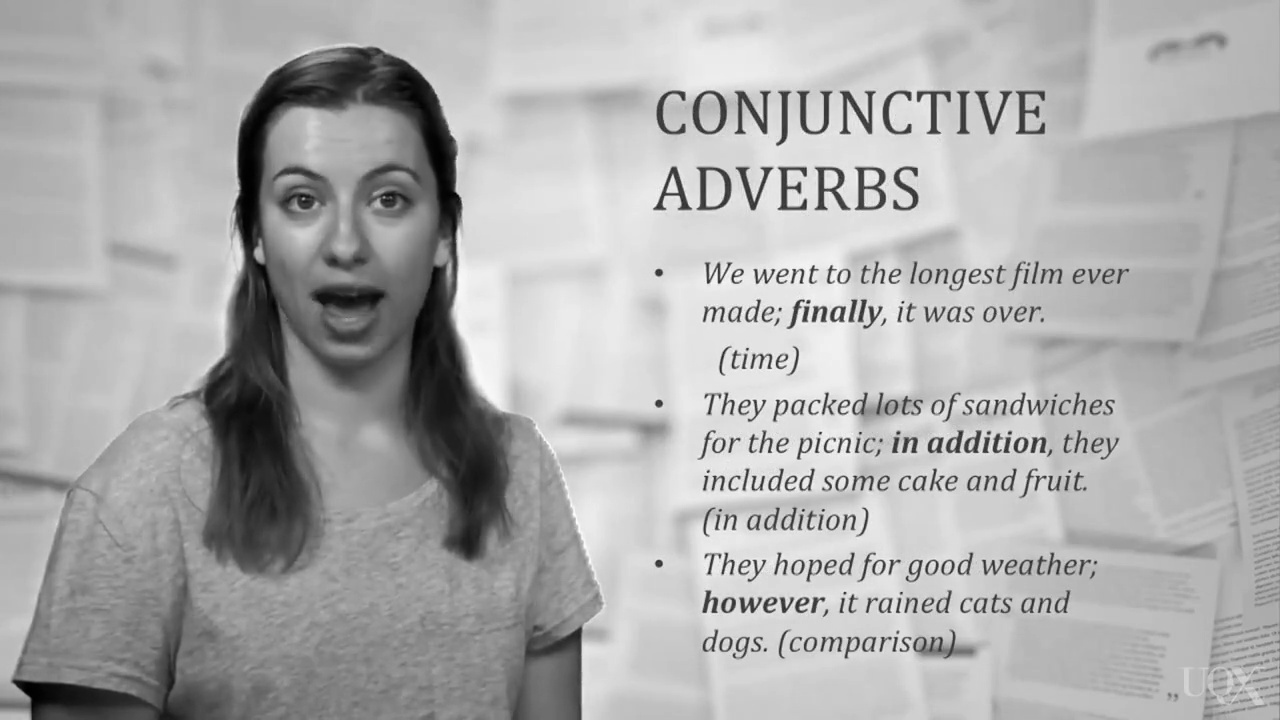 CONJUNCTIVE
ADVERBS
• We went to the longest film ever
made; finally, it was over.
(time)
• They packed lots of sandwiches
for the picnic; in addition, they
included some cake and fruit.
(in addition)
• They hoped for good weather;
however, it rained cats and
dogs. (comparison)
UQX